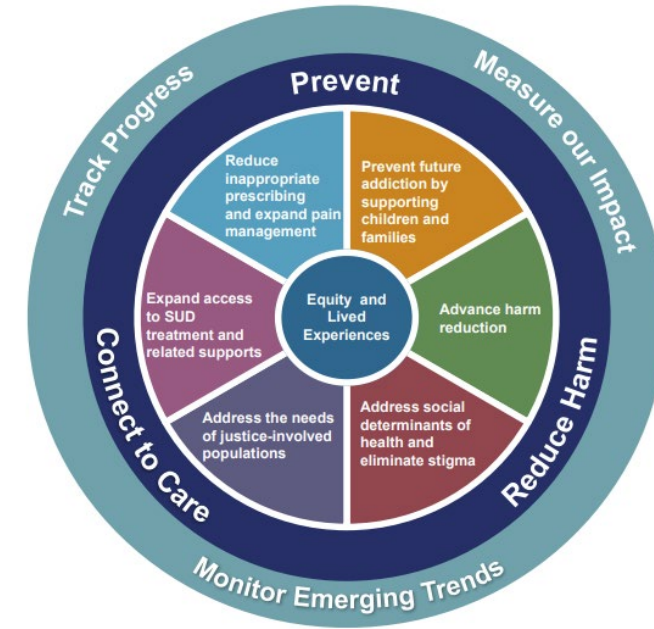 Track Progress
Measure our Impact
Prevent
Reduce
inappropriate
prescribing
and expand pain
management
Prevent future
addiction by
supporting
children and
families
Expand access
to SUD
treatment and
related supports
Equity and
Lived
Experiences
Advance harm
reduction
Address the needs
of justice-involved
populations
Address social
determinants of
health and
eliminate stigma
Connect to Care
Reduce Harm
Monitor Emerging Trends